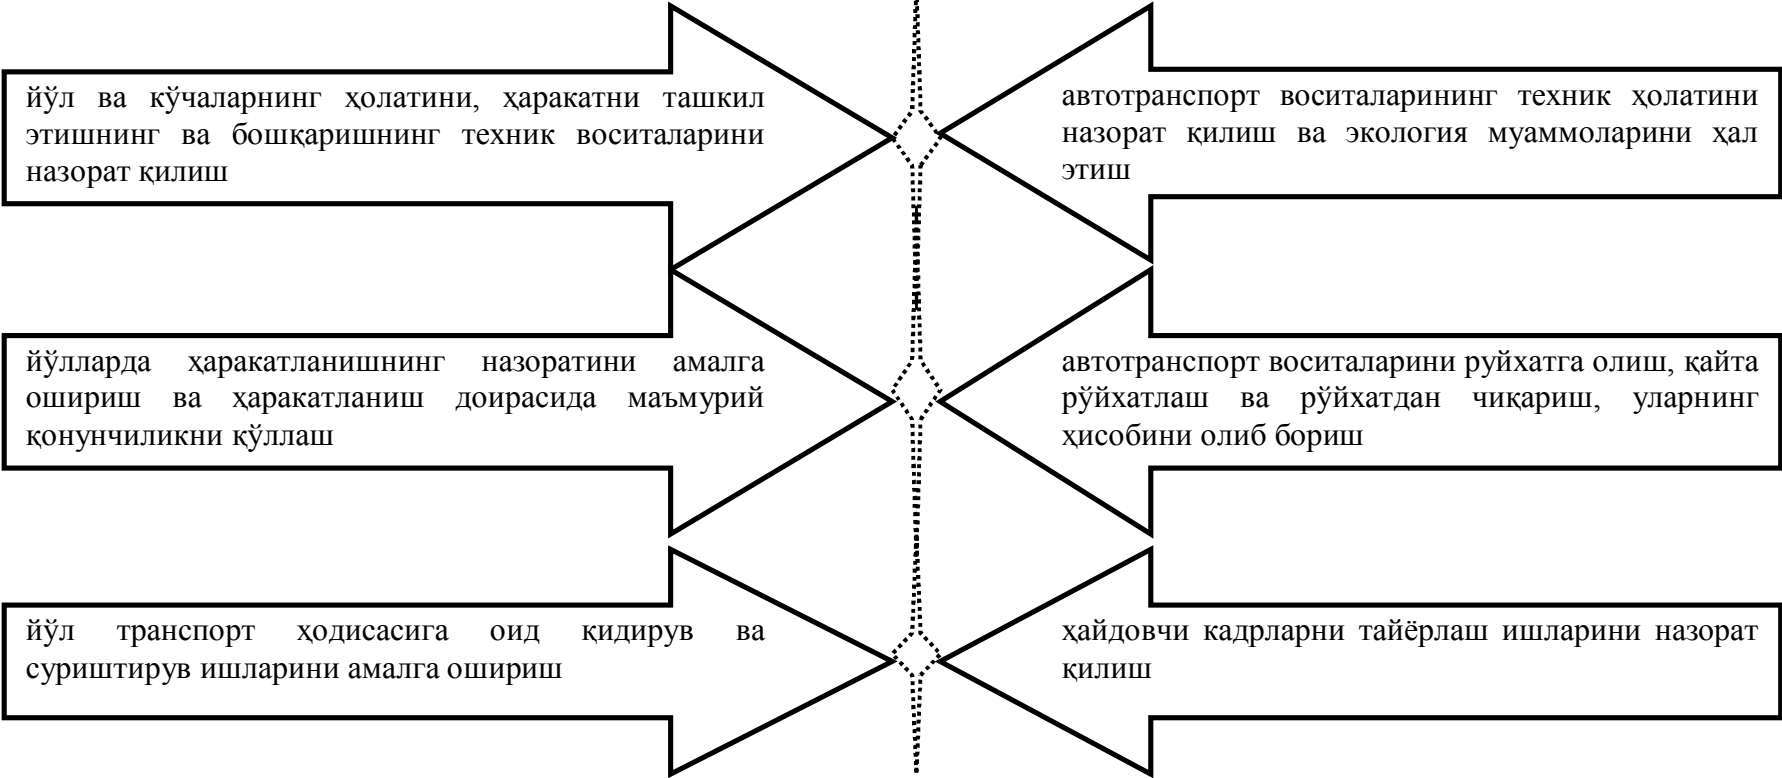 йўл ва кўчаларнинг ҳолатини, ҳаракатни ташкил
этишнинг ва бошқаришнинг техник воситаларини
назорат қилиш
автотранспорт воситаларининг техник ҳолатини
назорат қилиш ва экология муаммоларини ҳал
этиш
йўлларда ҳаракатланишнинг назоратини амалга
ошириш ва ҳаракатланиш доирасида маъмурий
қонунчиликни қўллаш
автотранспорт воситаларини руйхатга олиш, қайта
рўйхатлаш ва рўйхатдан чиқариш, уларнинг
ҳисобини олиб бориш
йўл транспорт ҳодисасига оид қидирув ва
суриштирув ишларини амалга ошириш
ҳайдовчи кадрларни тайёрлаш ишларини назорат
қилиш